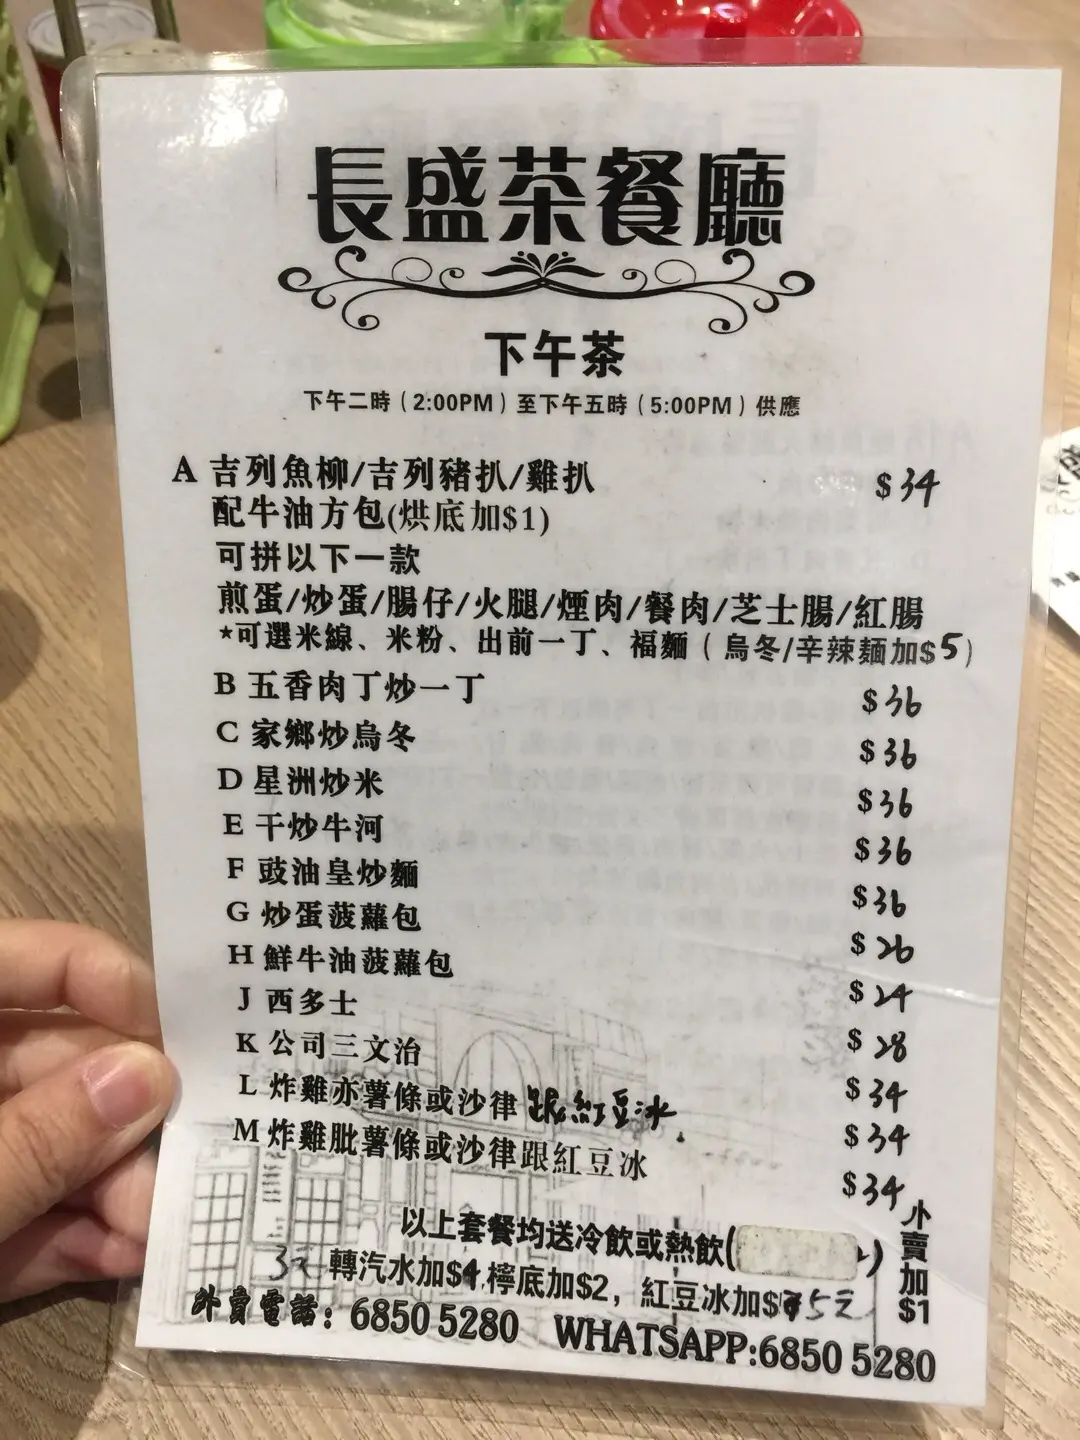 長盛茶餐廳
下午茶
下午二時(2:00PM)至下午五時(5:00PM)供應
A 吉列魚柳/吉列豬扒/雞扒 $34
配牛油方包(烘底加$1)
可拼以下一款
煎蛋/炒蛋/腸仔/火腿/煙肉/餐肉/芝士腸/紅腸
*可選米線、米粉、出前一丁、福麵(烏冬/辛辣麵加$5)
B 五香肉丁炒一丁 $36
C 家鄉炒烏冬 $36
D 星洲炒米 $36
E 干炒牛河 $36
F 豉油皇炒麵 $36
G 炒蛋菠蘿包 $26
H 鮮牛油菠蘿包 $24
J 西多士 $28
K 公司三文治 $34
L 炸雞亦薯條或沙律 跟紅豆冰 $34
M 炸雞肶薯條或沙律跟紅豆冰 $34
以上套餐均送冷飲或熱飲( )
3元 轉汽水加$ 檸底加$2，紅豆冰加$ 5元
外賣加$1
外賣電話: 6850 5280 WHATSAPP:6850 5280